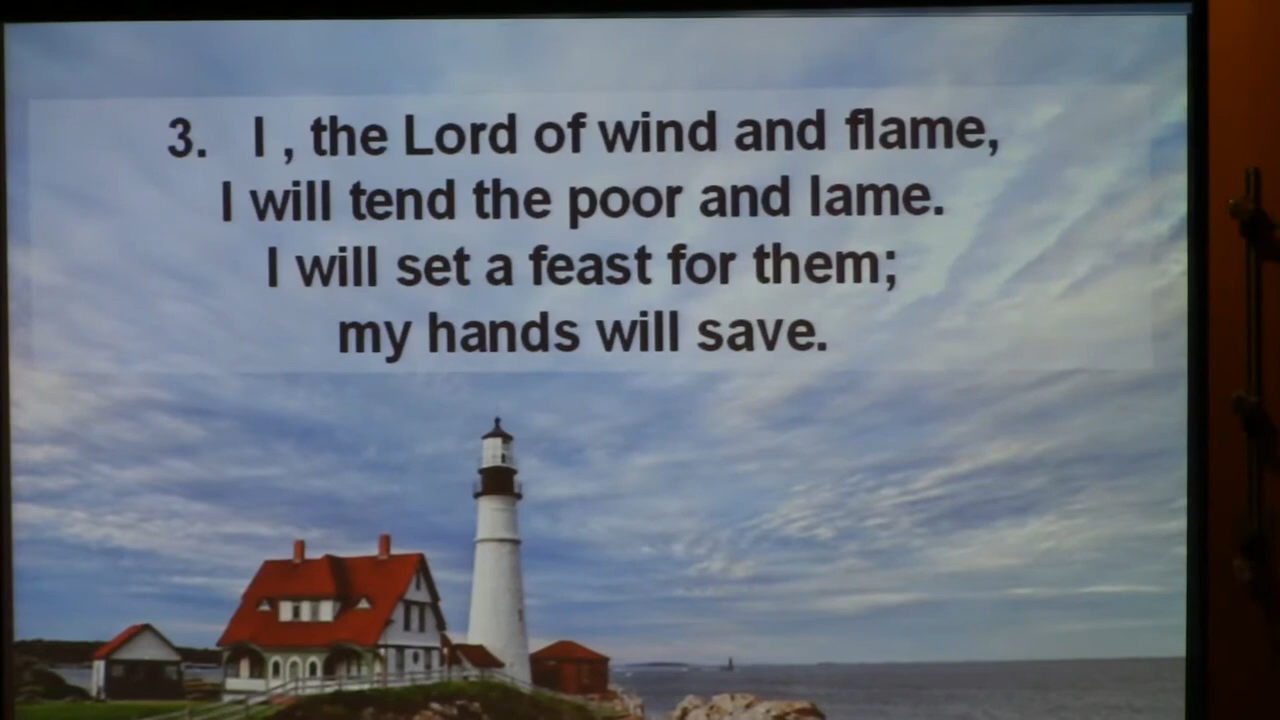 3. I , the Lord of wind and flame,
I will tend the poor and lame.
I will set a feast for them;
my hands will save.